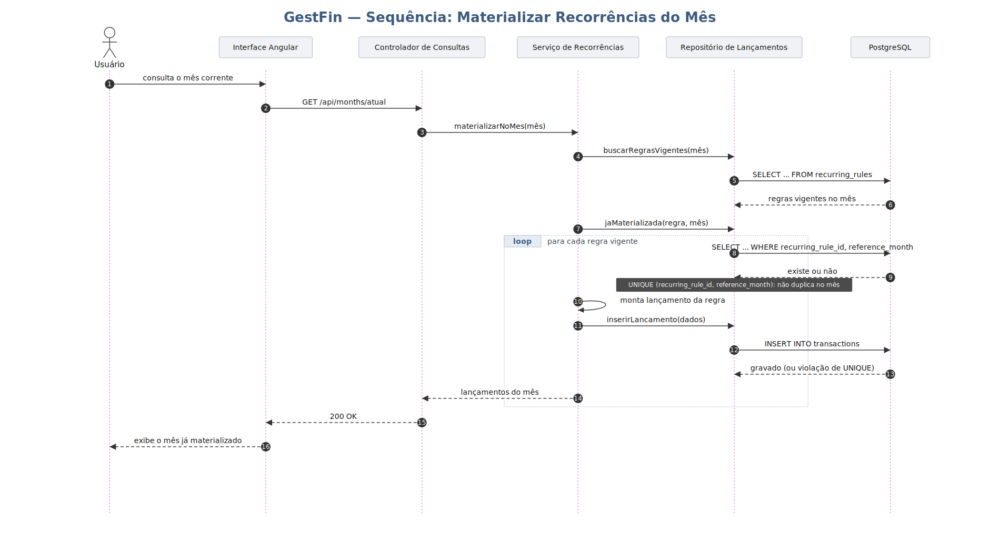 GestFin — Sequência: Materializar Recorrências do Mês
Usuário
Interface Angular
Controlador de Consultas
Serviço de Recorrências
Repositório de Lançamentos
PostgreSQL
1
consulta o mês corrente
2
GET /api/months/atual
3
materializarNoMes(mês)
4
buscarRegrasVigentes(mês)
5
SELECT ... FROM recurring_rules
regras vigentes no mês
6
7
jaMaterializada(regra, mês)
loop
para cada regra vigente
8
SELECT ... WHERE recurring_rule_id, reference_month
existe ou não
9
UNIQUE (recurring_rule_id, reference_month): não duplica no mês
10
monta lançamento da regra
11
inserirLancamento(dados)
12
INSERT INTO transactions
gravado (ou violação de UNIQUE)
13
lançamentos do mês
14
200 OK
15
exibe o mês já materializado
16